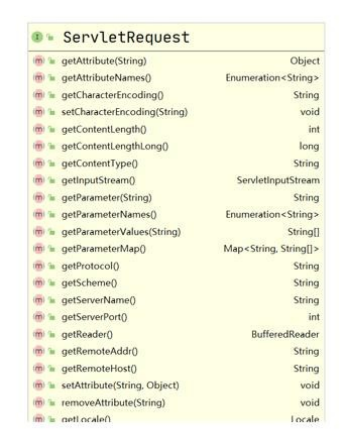 ServletRequest
getAttribute(String) Object
getAttributeNames() Enumeration<String>
getCharacterEncoding() String
setCharacterEncoding(String) void
getContentLength() int
getContentLengthLong() long
getContentType() String
getInputStream() ServletInputStream
getParameter(String) String
getParameterNames() Enumeration<String>
getParameterValues(String) String[]
getParameterMap() Map<String, String[]>
getProtocol() String
getScheme() String
getServerName() String
getServerPort() int
getReader() BufferedReader
getRemoteAddr() String
getRemoteHost() String
setAttribute(String, Object) void
removeAttribute(String) void
getLocale() Locale